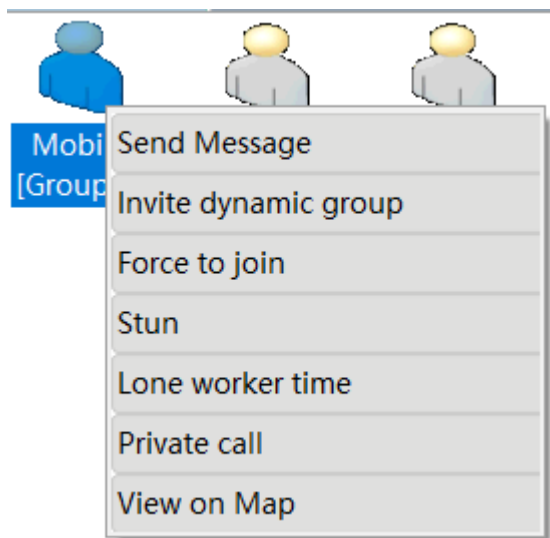 Mobi
[Group
Send Message
Invite dynamic group
Force to join
Stun
Lone worker time
Private call
View on Map